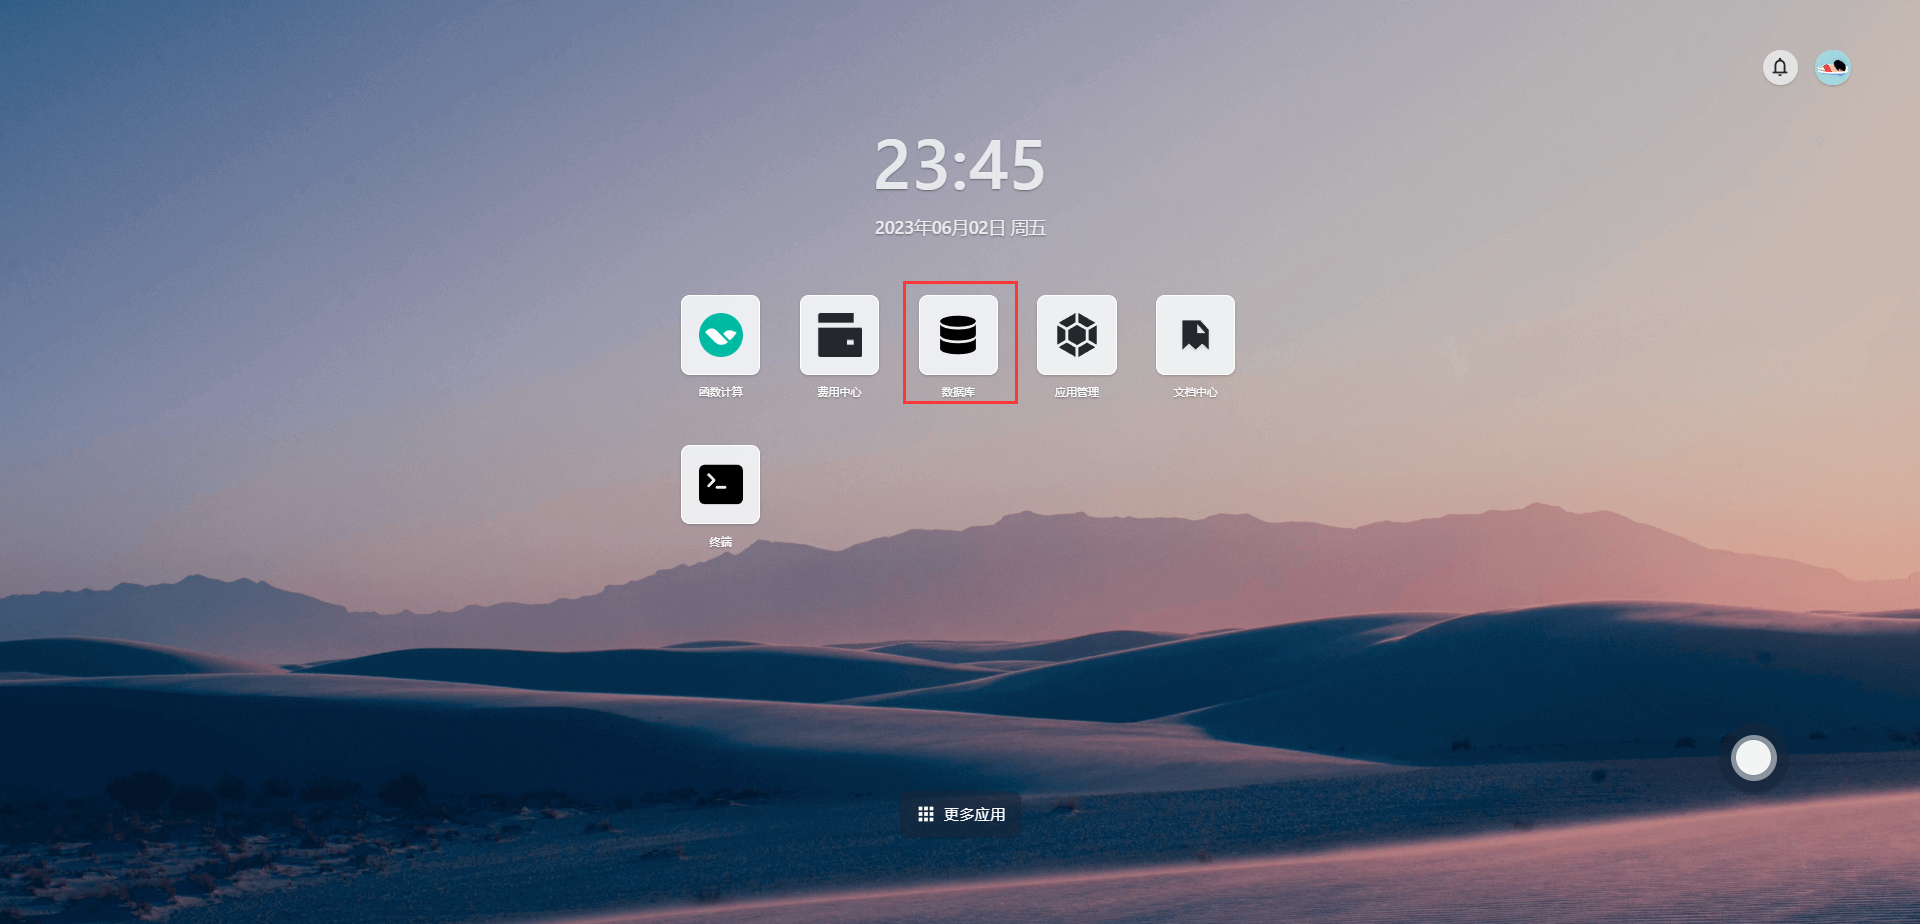 23:45
2023年06月02日 周五
函数计算
费用中心
数据库
应用管理
文档中心
终端
更多应用